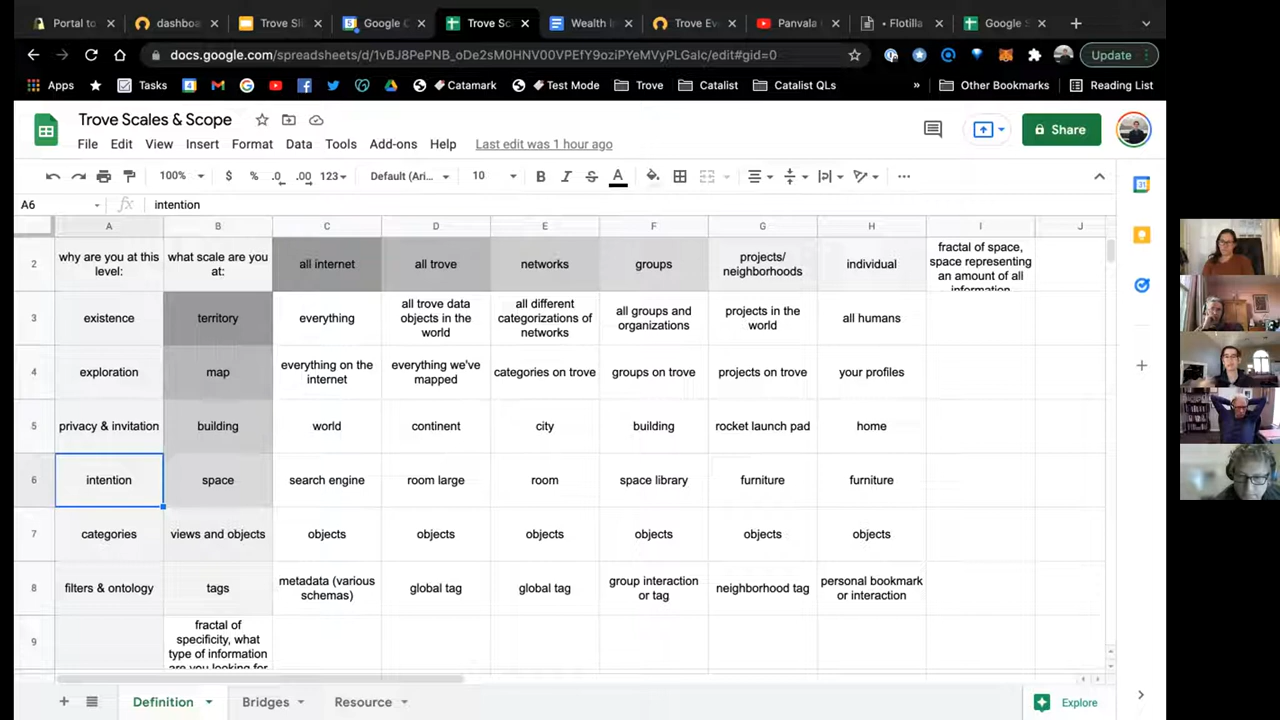 Portal to
dashboa
Trove Sli
Google C
Trove Sc
Wealth In
Trove Ev
Panvala
• Flotilla
Google S
docs.google.com/spreadsheets/d/1vBJ8PePNB_oDe2sM0HNV00VPEfY9oziPYeMVyPLGaIc/edit#gid=0
Update
Apps
Tasks
Catamark
Test Mode
Trove
Catalist
Catalist QLs
»
Other Bookmarks
Reading List
Trove Scales & Scope
Share
File Edit View Insert Format Data Tools Add-ons Help Last edit was 1 hour ago
100% $ % .0 .00 123 Default (Ari... 10 B I S A
A6 fx intention
A B C D E F G H I J
2
why are you at this
level:
what scale are you
at:
all internet
all trove
networks
groups
projects/
neighborhoods
individual
fractal of space,
space representing
an amount of all
information
3
existence
territory
everything
all trove data
objects in the
world
all different
categorizations of
networks
all groups and
organizations
projects in the
world
all humans
4
exploration
map
everything on the
internet
everything we've
mapped
categories on trove
groups on trove
projects on trove
your profiles
5
privacy & invitation
building
world
continent
city
building
rocket launch pad
home
6
intention
space
search engine
room large
room
space library
furniture
furniture
7
categories
views and objects
objects
objects
objects
objects
objects
objects
8
filters & ontology
tags
metadata (various
schemas)
global tag
global tag
group interaction
or tag
neighborhood tag
personal bookmark
or interaction
9
fractal of
specificity, what
type of information
are you looking for
Definition
Bridges
Resource
Explore